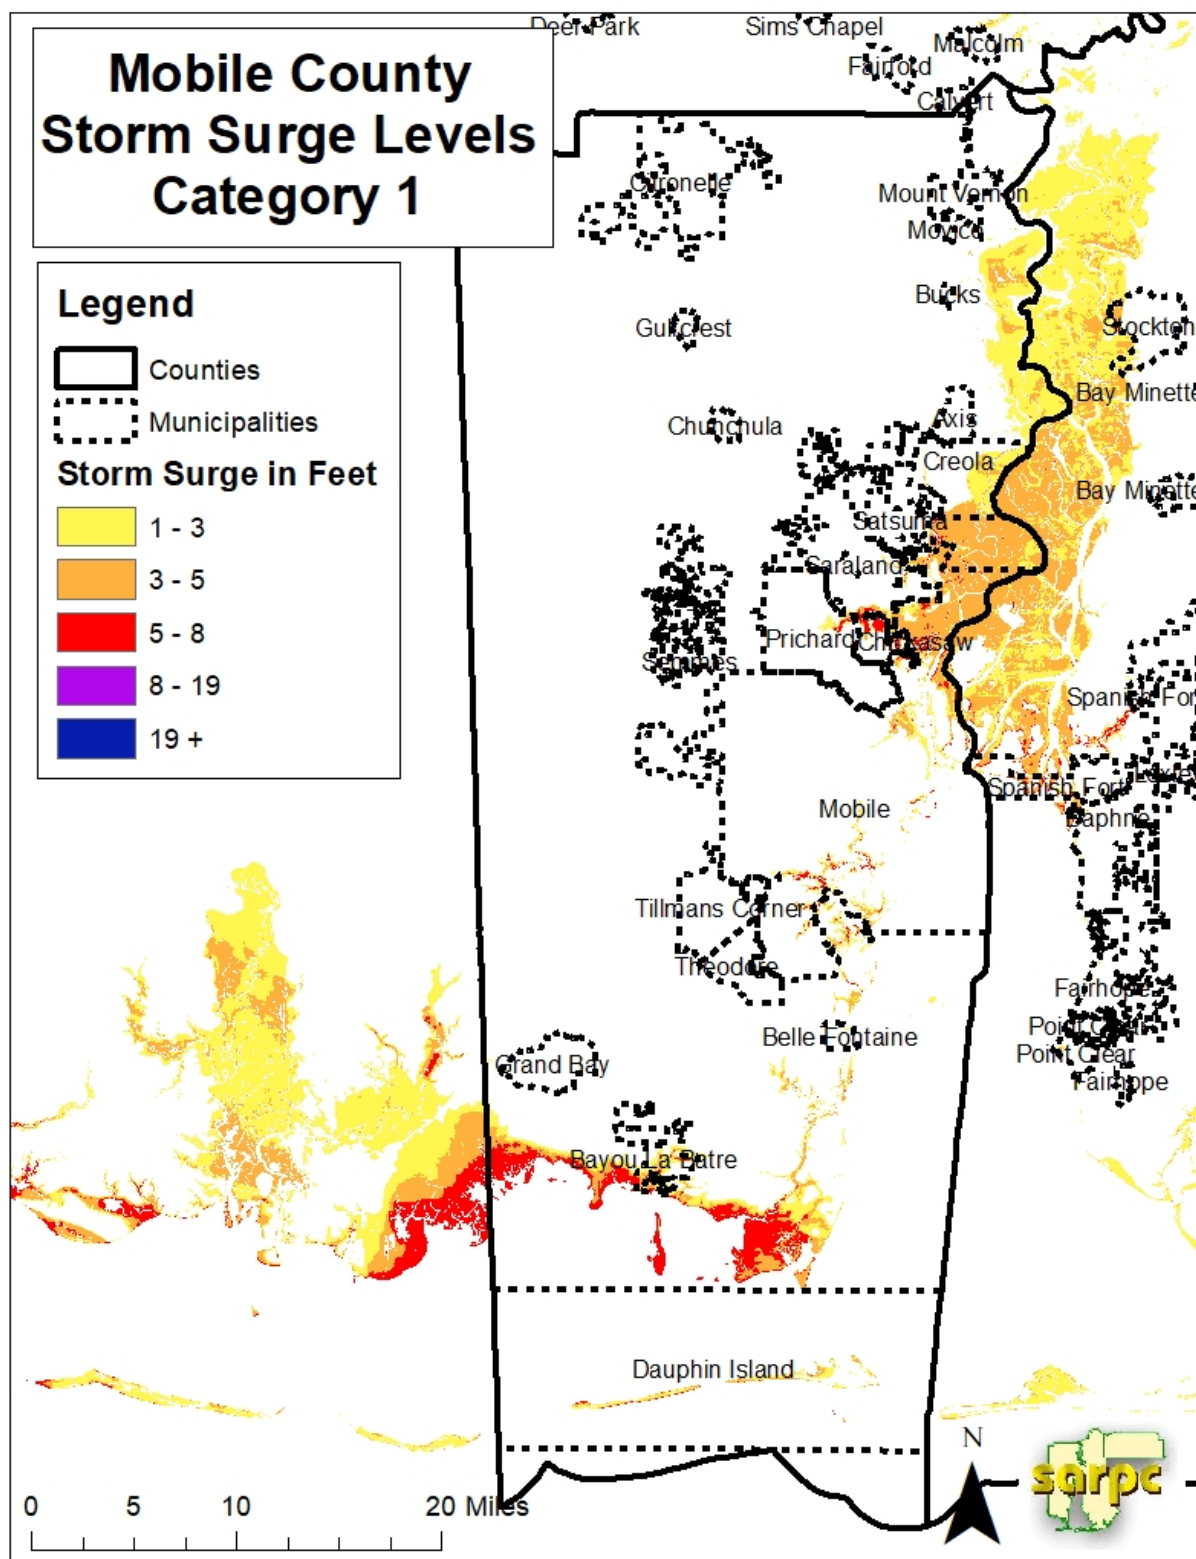 Deer Park
Sims Chapel
Malcolm
Fairford
Calvert
Mobile County
Storm Surge Levels
Category 1
Citronelle
Mount Vernon
Movico
Legend
Counties
Municipalities
Storm Surge in Feet
1 - 3
3 - 5
5 - 8
8 - 19
19 +
Bucks
Gulfcrest
Stockton
Bay Minette
Chunchula
Axis
Creola
Bay Minette
Satsuma
Saraland
Prichard
Chickasaw
Semmes
Spanish Fort
Spanish Fort
Daphne
Mobile
Tillmans Corner
Theodore
Fairhope
Belle Fontaine
Point Clear
Point Clear
Fairhope
Grand Bay
Bayou La Batre
Dauphin Island
N
sarpc
0 5 10 20 Miles